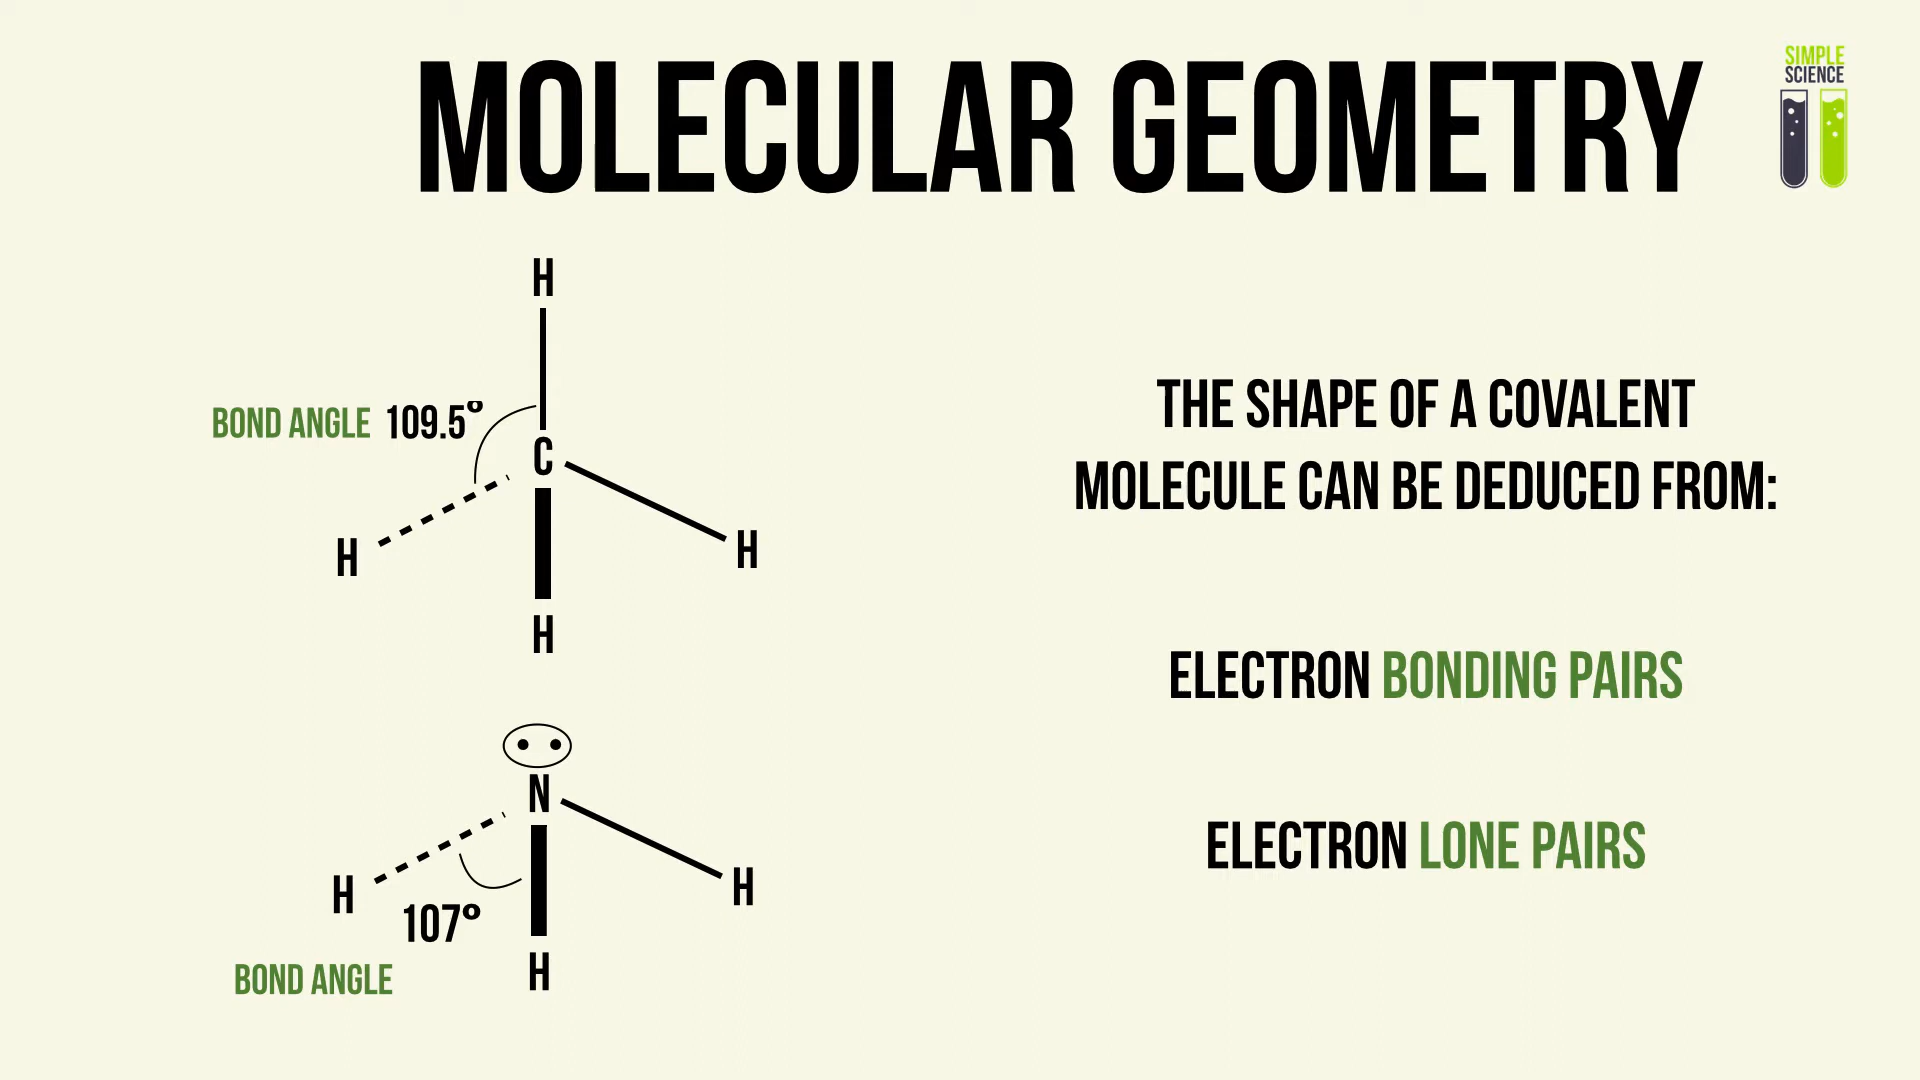 MOLECULAR GEOMETRY
SIMPLE
SCIENCE
H
BOND ANGLE 109.5°
C
H
H
H
N
H
H
107°
H
BOND ANGLE
THE SHAPE OF A COVALENT
MOLECULE CAN BE DEDUCED FROM:
ELECTRON BONDING PAIRS
ELECTRON LONE PAIRS